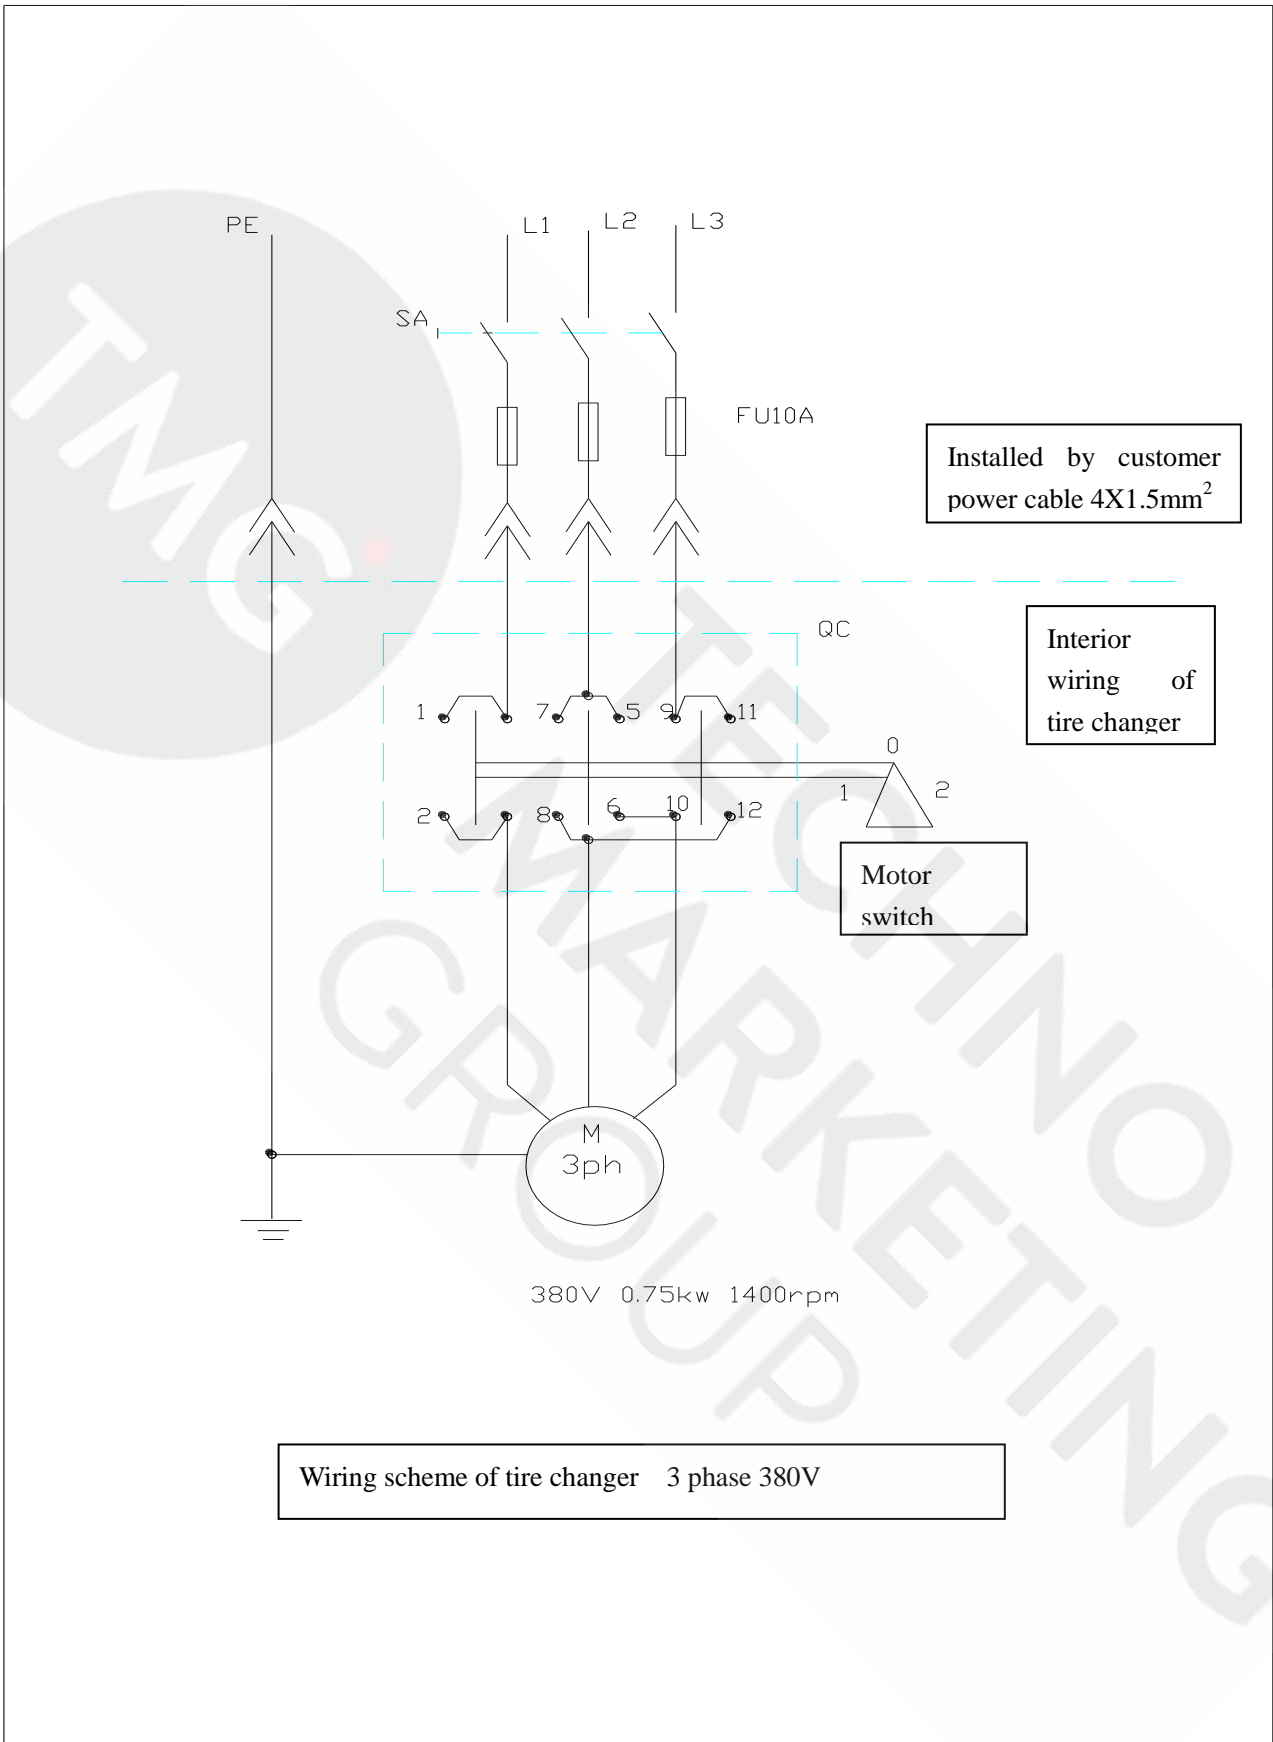 PE
L1
L2
L3
SA
FU10A
Installed by customer
power cable 4X1.5mm²
QC
Interior
wiring of
tire changer
1
7
5
9
11
0
1
2
2
8
6
10
12
Motor
switch
M
3ph
380V 0.75kw 1400rpm
Wiring scheme of tire changer 3 phase 380V
TMG
TECHNO
MARKETING
GROUP